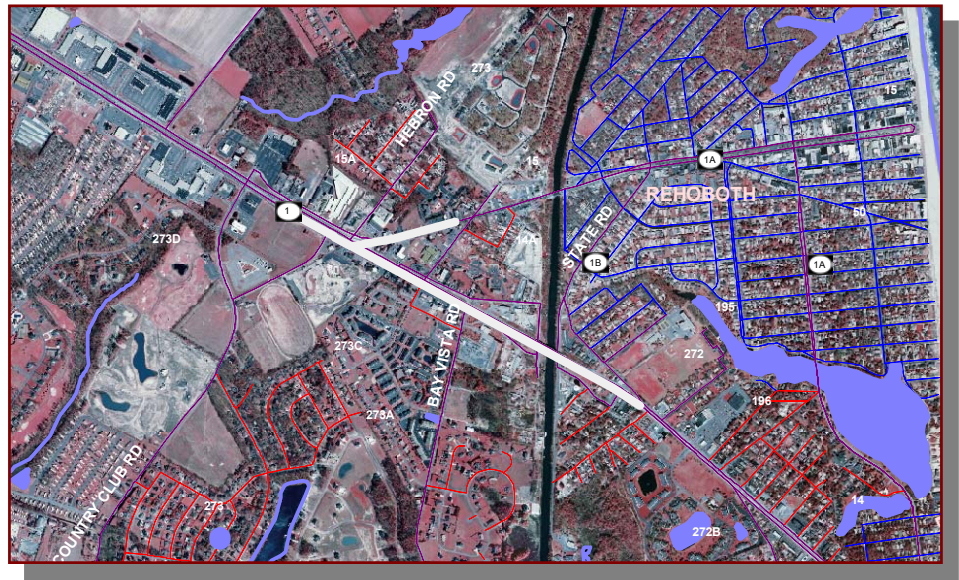 273
HEBRON RD
15
1A
15A
15
REHOBOTH
1
50
STATE RD
14A
273D
1B
1A
195
BAY VISTA RD
273C
272
196
273A
COUNTRY CLUB RD
273
14
272B